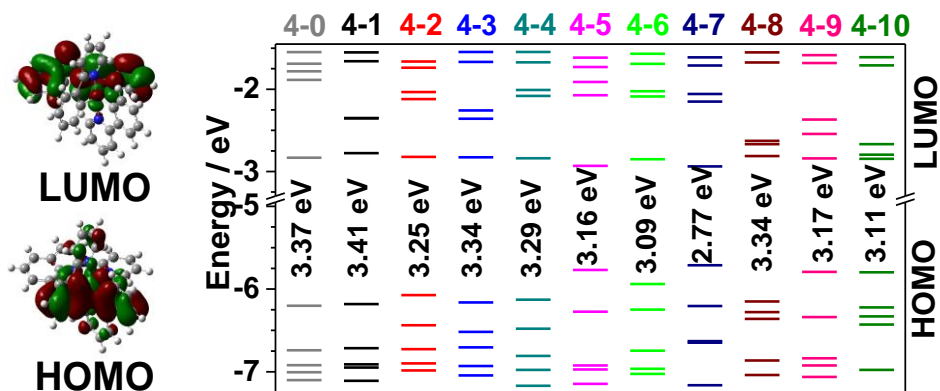 4-0 4-1 4-2 4-3 4-4 4-5 4-6 4-7 4-8 4-9 4-10
LUMO
HOMO
Energy / eV
-2
-3
-5
-6
-7
3.37 eV
3.41 eV
3.25 eV
3.34 eV
3.29 eV
3.16 eV
3.09 eV
2.77 eV
3.34 eV
3.17 eV
3.11 eV
LUMO
HOMO